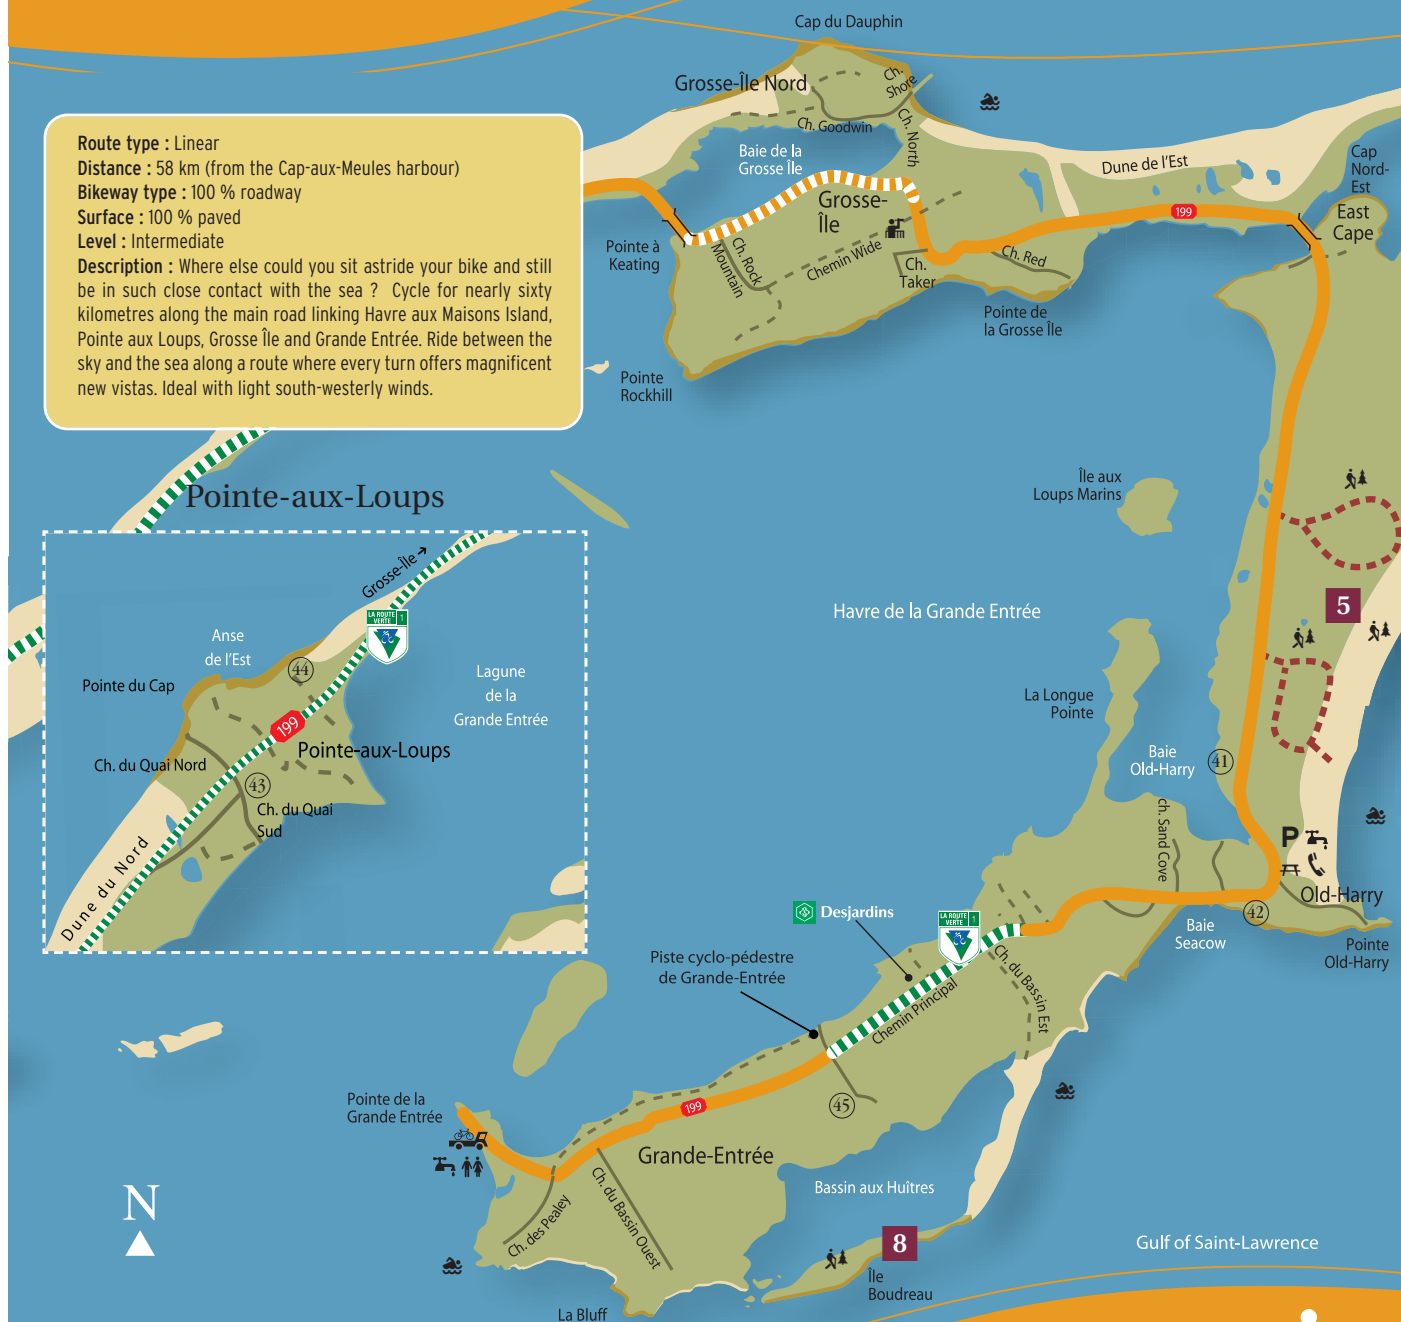 Cap du Dauphin
Grosse-Île Nord
Ch.
Shore
Ch. Goodwin
Ch. North
Baie de la
Grosse Île
Grosse-
Île
Dune de l'Est
Cap
Nord-
Est
East
Cape
199
Pointe à
Keating
Ch. Rock
Mountain
Chemin Wide
Ch.
Taker
Ch. Red
Pointe de
la Grosse Île
Pointe
Rockhill
Route type : Linear
Distance : 58 km (from the Cap-aux-Meules harbour)
Bikeway type : 100 % roadway
Surface : 100 % paved
Level : Intermediate
Description : Where else could you sit astride your bike and still
be in such close contact with the sea ? Cycle for nearly sixty
kilometres along the main road linking Havre aux Maisons Island,
Pointe aux Loups, Grosse Île and Grande Entrée. Ride between the
sky and the sea along a route where every turn offers magnificent
new vistas. Ideal with light south-westerly winds.
Pointe-aux-Loups
Grosse-Île
LA ROUTE
VERTE 1
Anse
de l'Est
44
Pointe du Cap
Lagune
de la
Grande Entrée
199
Pointe-aux-Loups
Ch. du Quai Nord
43
Ch. du Quai
Sud
Dune du Nord
Île aux
Loups Marins
Havre de la Grande Entrée
5
La Longue
Pointe
Baie
Old-Harry
41
ch. Sand Cove
P
Old-Harry
42
Baie
Seacow
Pointe
Old-Harry
Desjardins
LA ROUTE
VERTE 1
Piste cyclo-pédestre
de Grande-Entrée
Chemin Principal
Ch. du Bassin Est
45
199
Pointe de la
Grande Entrée
Grande-Entrée
Ch. des Pealey
Ch. du Bassin Ouest
Bassin aux Huîtres
8
Île
Boudreau
La Bluff
Gulf of Saint-Lawrence
N